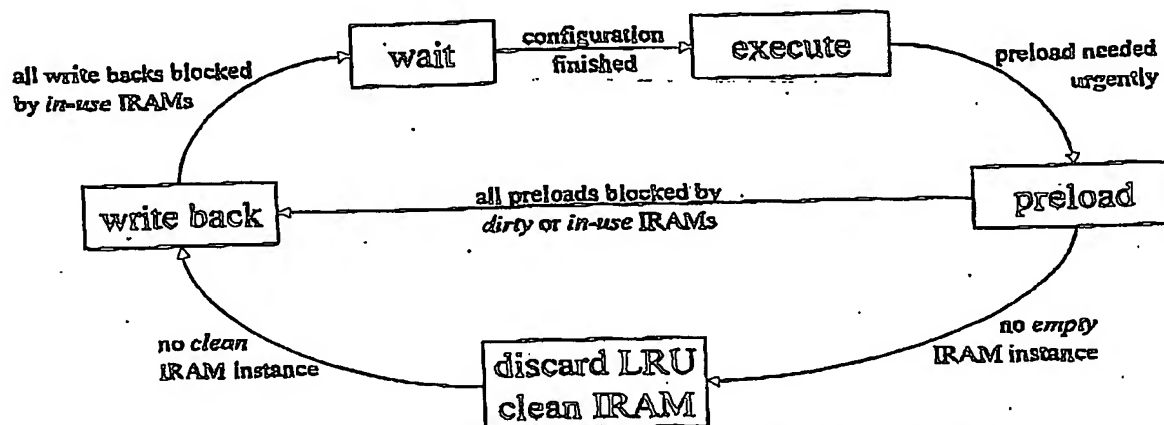 wait
configuration
finished
execute
preload needed
urgently
all write backs blocked
by in-use IRAMs
write back
all preloads blocked by
dirty or in-use IRAMs
preload
no clean
IRAM instance
discard LRU
clean IRAM
no empty
IRAM instance